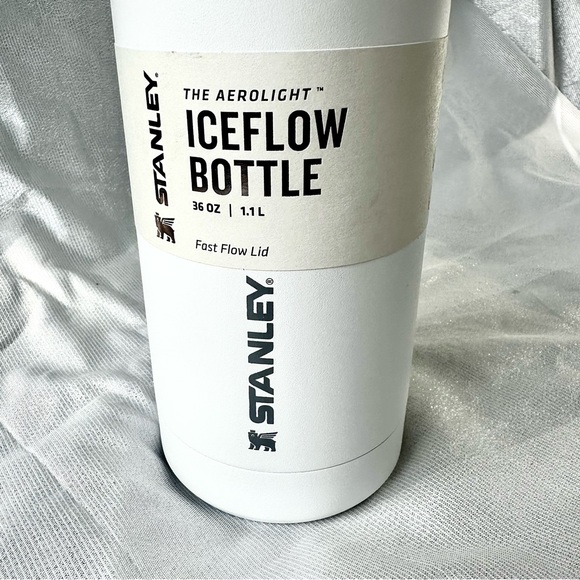 STANLEY
THE AEROLIGHT™
ICEFLOW
BOTTLE
36 OZ | 1.1 L
Fast Flow Lid
STANLEY®